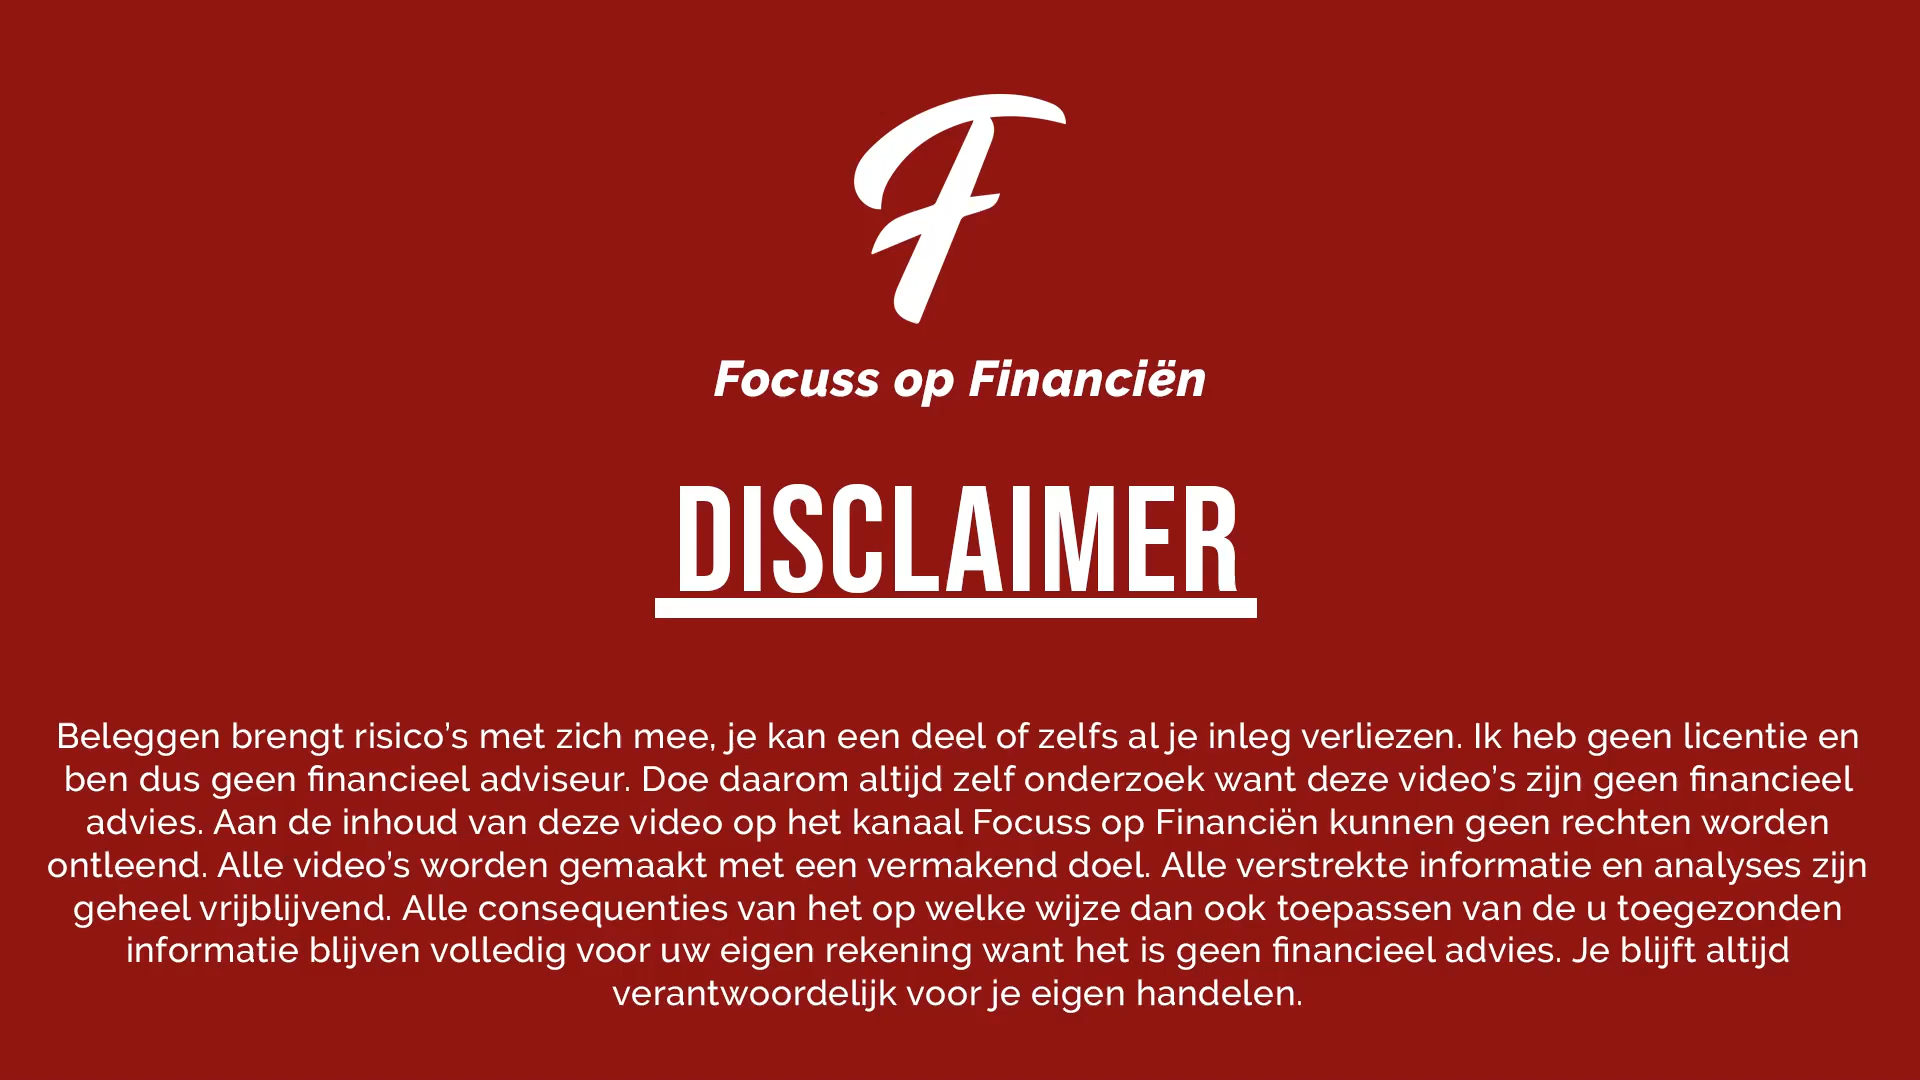 F
Focuss op Financiën
DISCLAIMER
Beleggen brengt risico's met zich mee, je kan een deel of zelfs al je inleg verliezen. Ik heb geen licentie en
ben dus geen financieel adviseur. Doe daarom altijd zelf onderzoek want deze video's zijn geen financieel
advies. Aan de inhoud van deze video op het kanaal Focuss op Financiën kunnen geen rechten worden
ontleend. Alle video's worden gemaakt met een vermakend doel. Alle verstrekte informatie en analyses zijn
geheel vrijblijvend. Alle consequenties van het op welke wijze dan ook toepassen van de u toegezonden
informatie blijven volledig voor uw eigen rekening want het is geen financieel advies. Je blijft altijd
verantwoordelijk voor je eigen handelen.